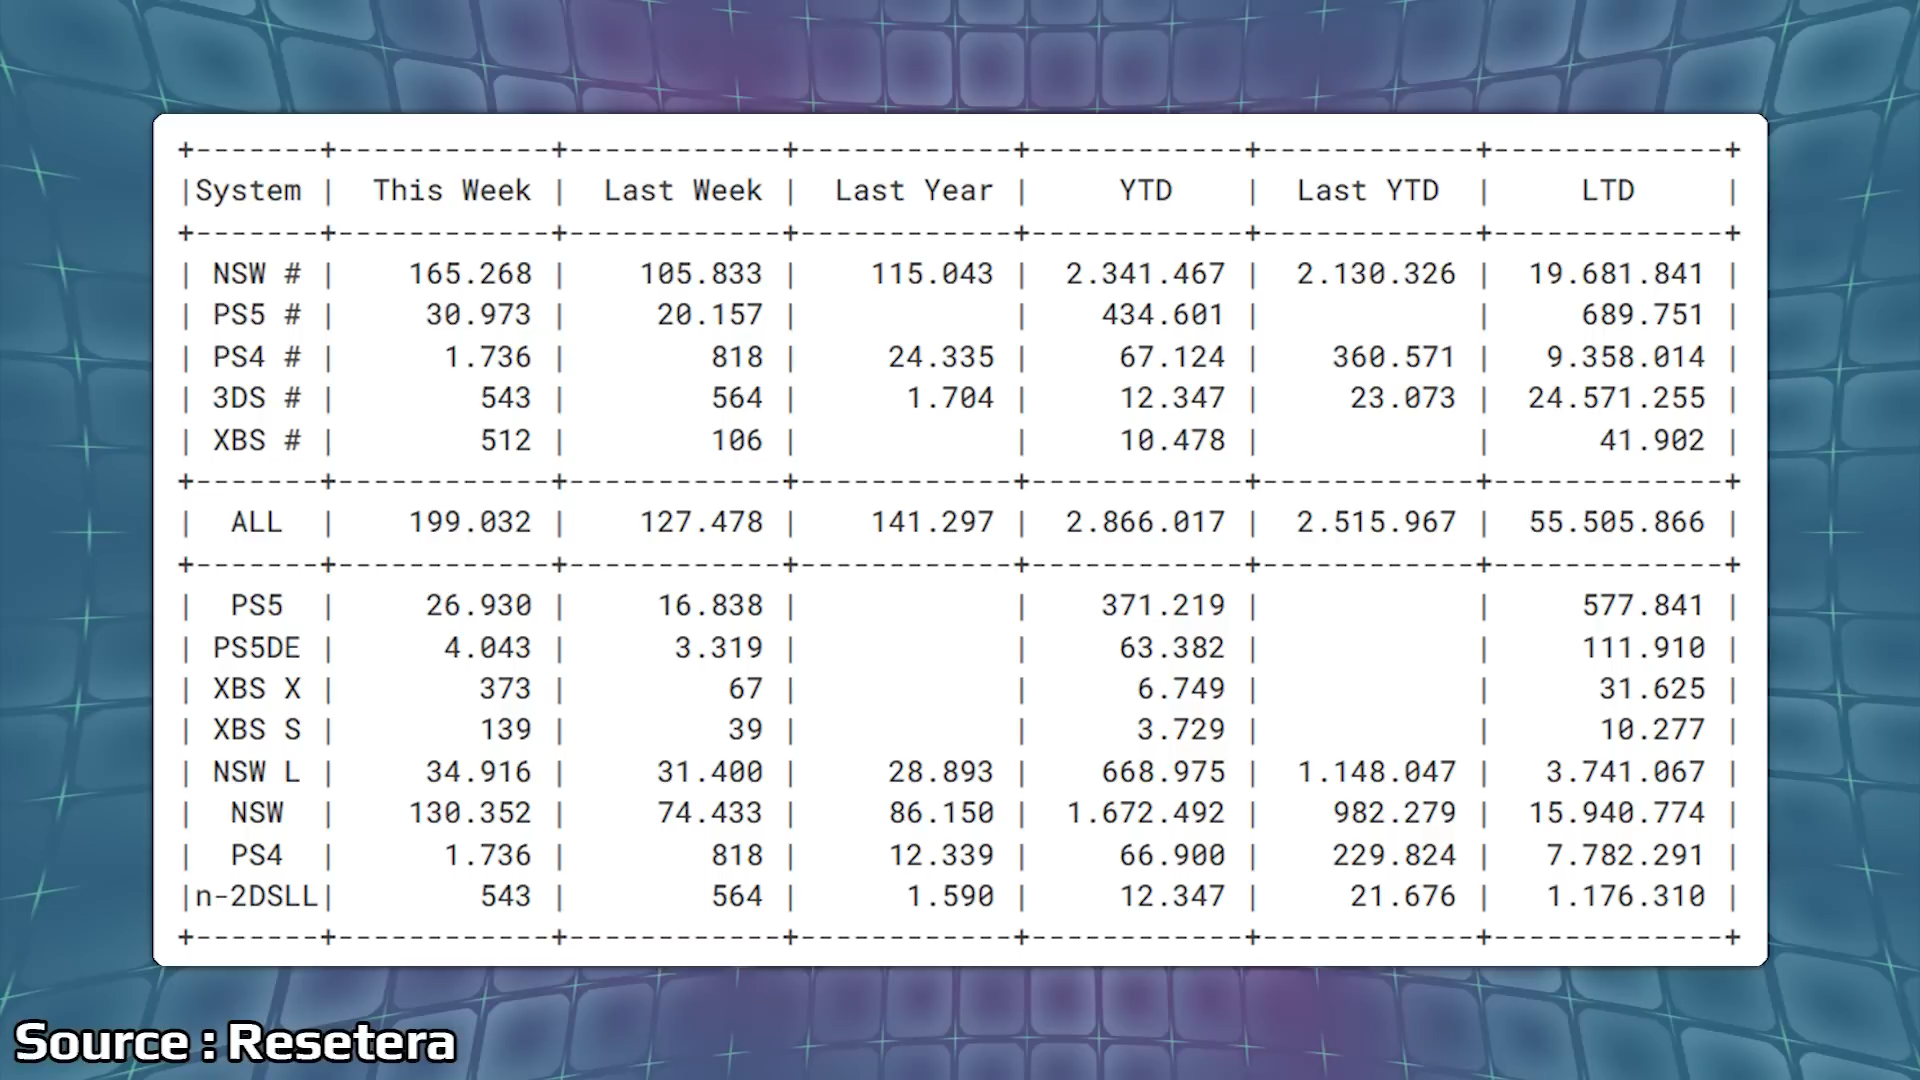 +-------+------------+------------+------------+------------+------------+-------------+
|System | This Week | Last Week | Last Year | YTD | Last YTD | LTD |
+-------+------------+------------+------------+------------+------------+-------------+
| NSW # | 165.268 | 105.833 | 115.043 | 2.341.467 | 2.130.326 | 19.681.841 |
| PS5 # | 30.973 | 20.157 | | 434.601 | | 689.751 |
| PS4 # | 1.736 | 818 | 24.335 | 67.124 | 360.571 | 9.358.014 |
| 3DS # | 543 | 564 | 1.704 | 12.347 | 23.073 | 24.571.255 |
| XBS # | 512 | 106 | | 10.478 | | 41.902 |
+-------+------------+------------+------------+------------+------------+-------------+
| ALL | 199.032 | 127.478 | 141.297 | 2.866.017 | 2.515.967 | 55.505.866 |
+-------+------------+------------+------------+------------+------------+-------------+
| PS5 | 26.930 | 16.838 | | 371.219 | | 577.841 |
| PS5DE | 4.043 | 3.319 | | 63.382 | | 111.910 |
| XBS X | 373 | 67 | | 6.749 | | 31.625 |
| XBS S | 139 | 39 | | 3.729 | | 10.277 |
| NSW L | 34.916 | 31.400 | 28.893 | 668.975 | 1.148.047 | 3.741.067 |
| NSW | 130.352 | 74.433 | 86.150 | 1.672.492 | 982.279 | 15.940.774 |
| PS4 | 1.736 | 818 | 12.339 | 66.900 | 229.824 | 7.782.291 |
|n-2DSLL| 543 | 564 | 1.590 | 12.347 | 21.676 | 1.176.310 |
+-------+------------+------------+------------+------------+------------+-------------+
Source : Resetera